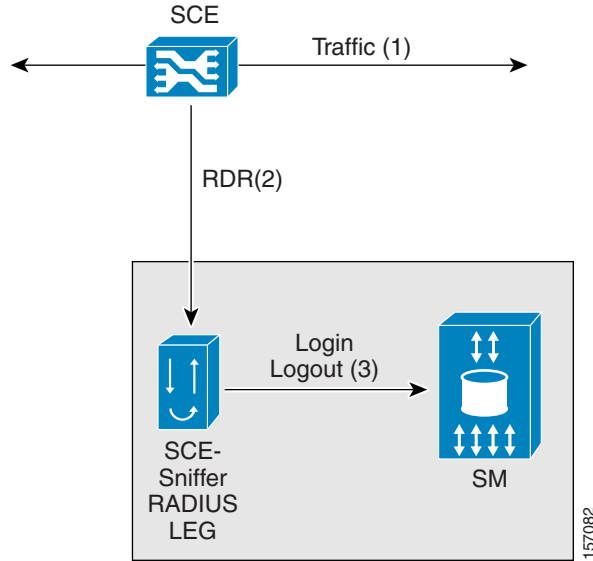 SCE
Traffic (1)
RDR(2)
Login
Logout (3)
SCE-
Sniffer
RADIUS
LEG
SM
157082